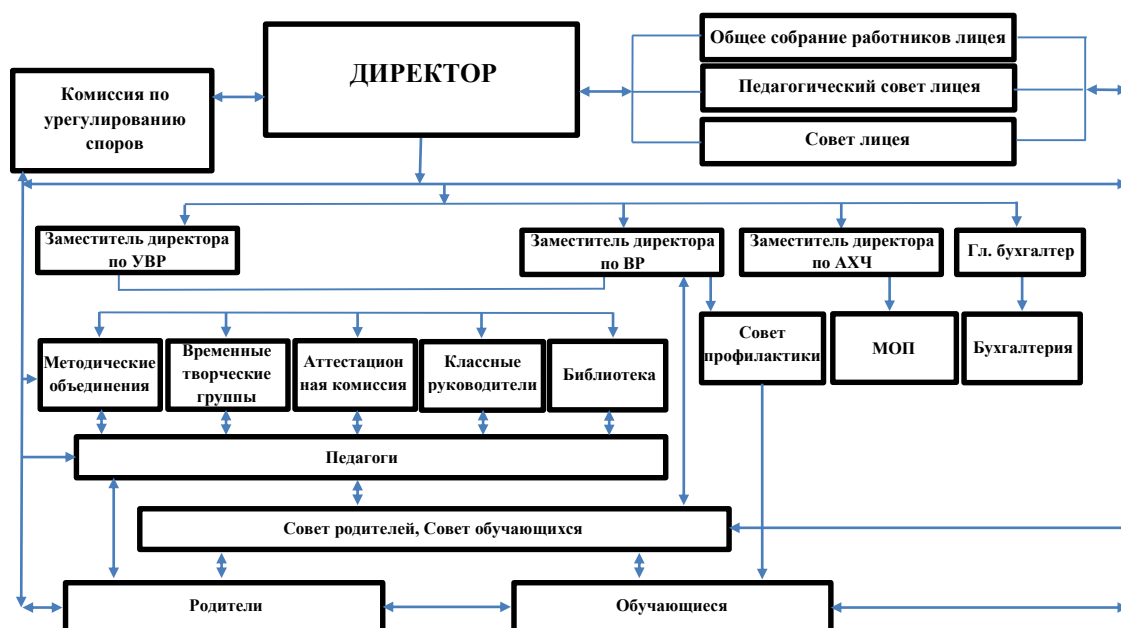 ДИРЕКТОР
Общее собрание работников лицея
Педагогический совет лицея
Совет лицея
Комиссия по
урегулированию
споров
Заместитель директора
по УВР
Заместитель директора
по ВР
Заместитель директора
по АХЧ
Гл. бухгалтер
Методические
объединения
Временные
творческие
группы
Аттестацион
ная комиссия
Классные
руководители
Библиотека
Совет
профилактики
МОП
Бухгалтерия
Педагоги
Совет родителей, Совет обучающихся
Родители
Обучающиеся